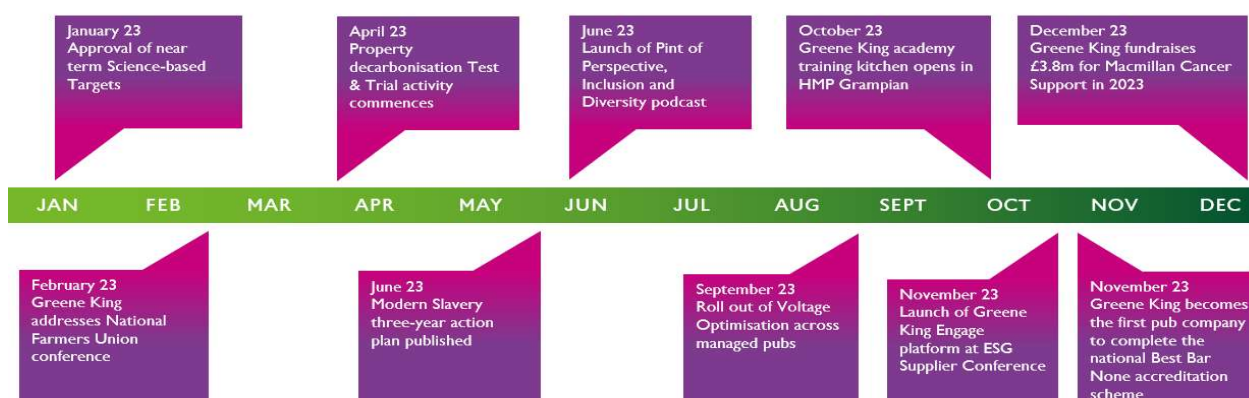 January 23
Approval of near
term Science-based
Targets
April 23
Property
decarbonisation Test
& Trial activity
commences
June 23
Launch of Pint of
Perspective,
Inclusion and
Diversity podcast
October 23
Greene King academy
training kitchen opens in
HMP Grampian
December 23
Greene King fundraises
£3.8m for Macmillan Cancer
Support in 2023
JAN FEB MAR APR MAY JUN JUL AUG SEPT OCT NOV DEC
February 23
Greene King
addresses National
Farmers Union
conference
June 23
Modern Slavery
three-year action
plan published
September 23
Roll out of Voltage
Optimisation across
managed pubs
November 23
Launch of Greene
King Engage
platform at ESG
Supplier Conference
November 23
Greene King becomes
the first pub company
to complete the
national Best Bar
None accreditation
scheme